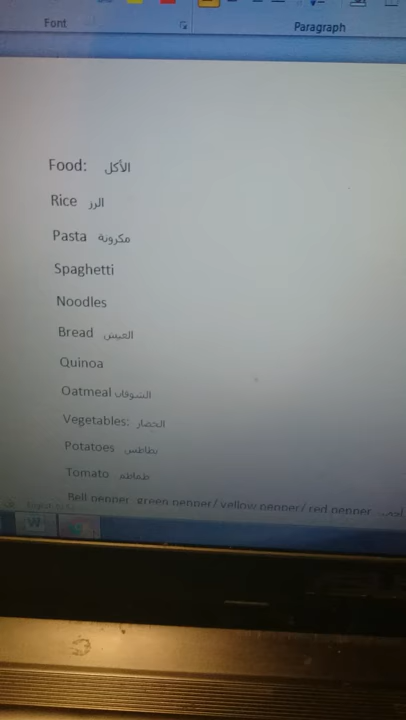 Font
Paragraph
Food: الأكل
Rice الرز
Pasta مكرونة
Spaghetti
Noodles
Bread العيش
Quinoa
Oatmeal الشوفان
Vegetables: الخضار
Potatoes بطاطس
Tomato طماطم
Bell pepper green pepper/ yellow pepper/ red pepper
W